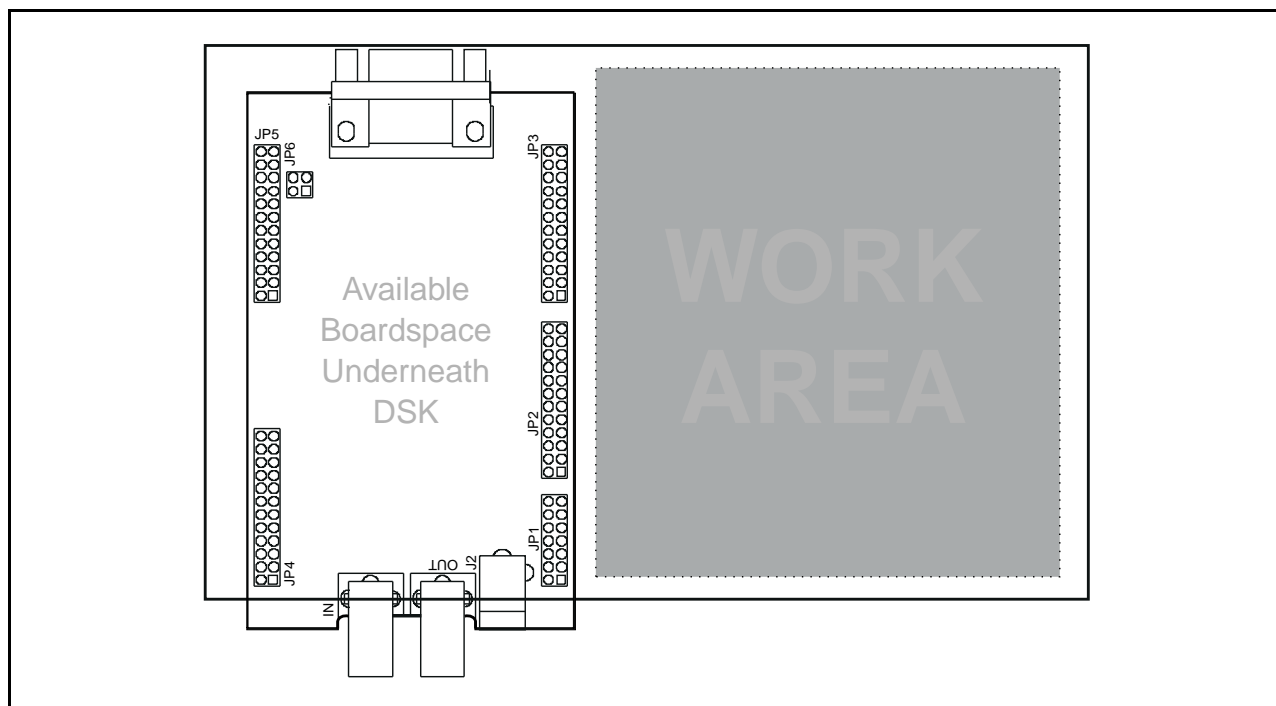 JP5
JP6
JP3
Available
Boardspace
Underneath
DSK
WORK
AREA
JP2
JP1
JP4
IN
OUT
J2